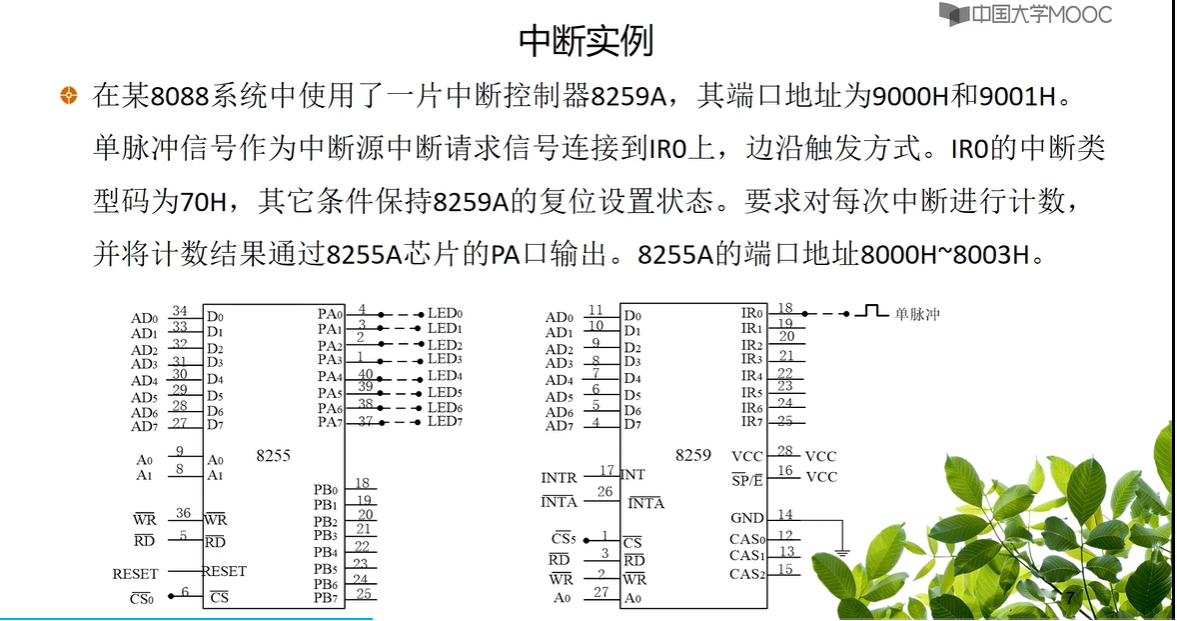 中国大学MOOC
中断实例
在某8088系统中使用了一片中断控制器8259A，其端口地址为9000H和9001H。
单脉冲信号作为中断源中断请求信号连接到IR0上，边沿触发方式。IR0的中断类
型码为70H，其它条件保持8259A的复位设置状态。要求对每次中断进行计数，
并将计数结果通过8255A芯片的PA口输出。8255A的端口地址8000H~8003H。
AD0 34 D0 PA0 4 LED0
AD1 33 D1 PA1 3 LED1
AD2 32 D2 PA2 2 LED2
AD3 31 D3 PA3 1 LED3
AD4 30 D4 PA4 40 LED4
AD5 29 D5 PA5 39 LED5
AD6 28 D6 PA6 38 LED6
AD7 27 D7 PA7 37 LED7
A0 9 A0 8255
A1 8 A1
PB0 18
PB1 19
WR 36 WR PB2 20
RD 5 RD PB3 21
PB4 22
RESET RESET PB5 23
PB6 24
CS0 6 CS PB7 25
AD0 11 D0 IR0 18 单脉冲
AD1 10 D1 IR1 19
AD2 9 D2 IR2 20
AD3 8 D3 IR3 21
AD4 7 D4 IR4 22
AD5 6 D5 IR5 23
AD6 5 D6 IR6 24
AD7 4 D7 IR7 25
8259 VCC 28 VCC
INTR 17 INT SP/E 16 VCC
INTA 26 INTA
GND 14
CS5 1 CS CAS0 12
RD 3 RD CAS1 13
WR 2 WR CAS2 15
A0 27 A0
7